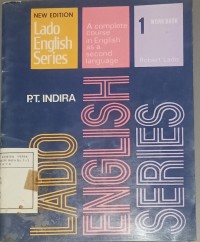 NEW EDITION
Lado
English
Series
A complete
course
in English
as a
second
language
1
Robert Lado
P.T. INDIRA
LADO
ENGLISH
SERIES